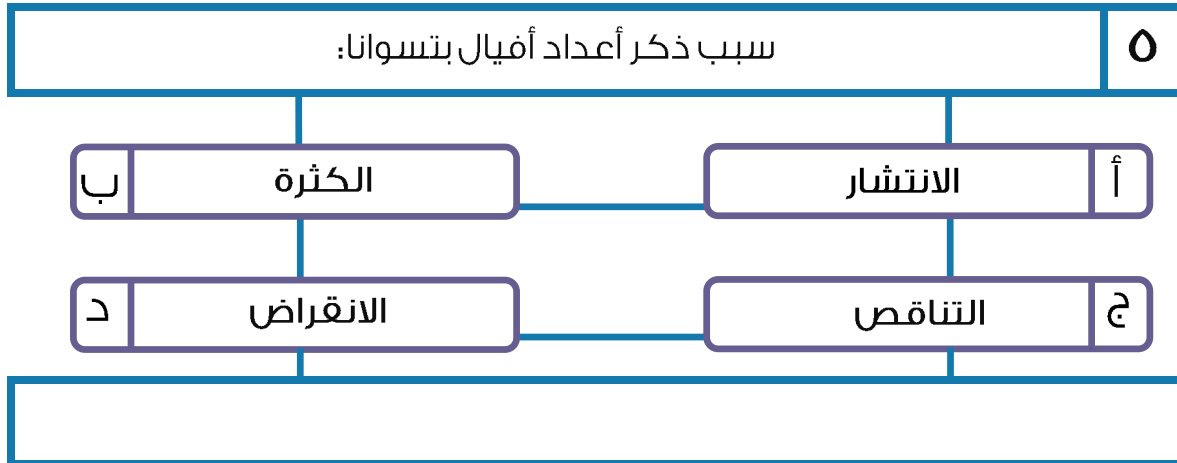 ٥ سبب ذكر أعداد أفيال بتسوانا:
أ الانتشار ب الكثرة
ج التناقص د الانقراض